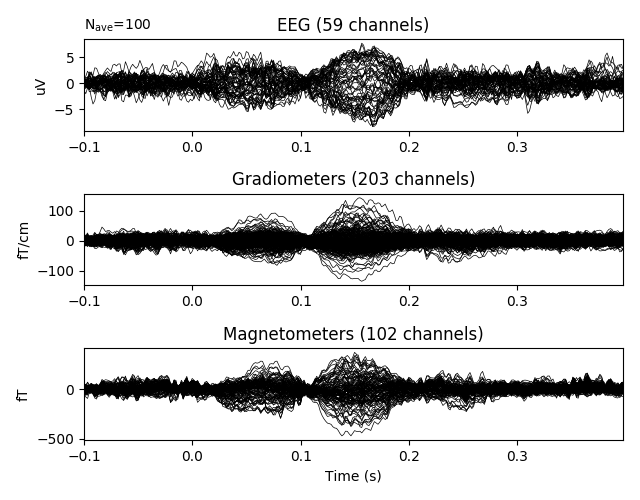 Nave=100
EEG (59 channels)
5
0
−5
uV
−0.1 0.0 0.1 0.2 0.3
Gradiometers (203 channels)
100
0
−100
fT/cm
−0.1 0.0 0.1 0.2 0.3
Magnetometers (102 channels)
0
−500
fT
−0.1 0.0 0.1 0.2 0.3
Time (s)